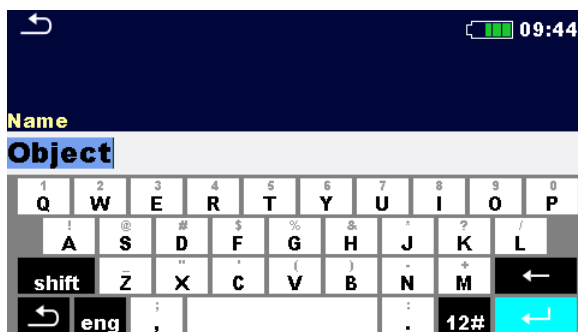 09:44
Name
Object
1 2 3 4 5 6 7 8 9 0
Q W E R T Y U I O P
! @ # $ % & * ? /
A S D F G H J K L
_ " ' ( ) - +
shift Z X C V B N M
; :
eng , . 12#